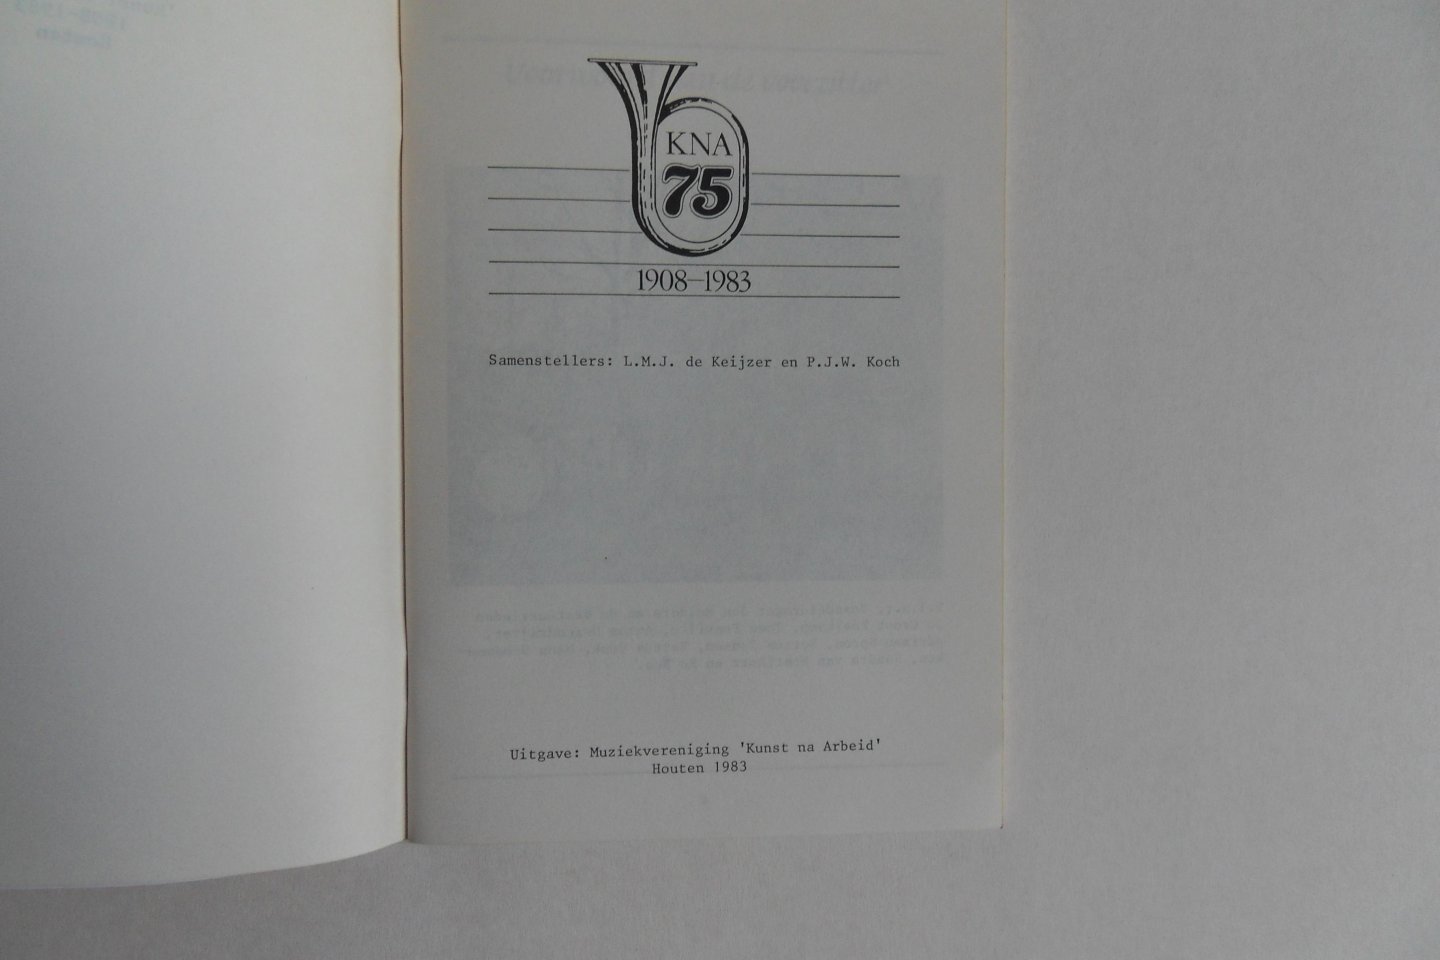 KNA
75
1908–1983
Samenstellers: L.M.J. de Keijzer en P.J.W. Koch
Uitgave: Muziekvereniging 'Kunst na Arbeid'
Houten 1983